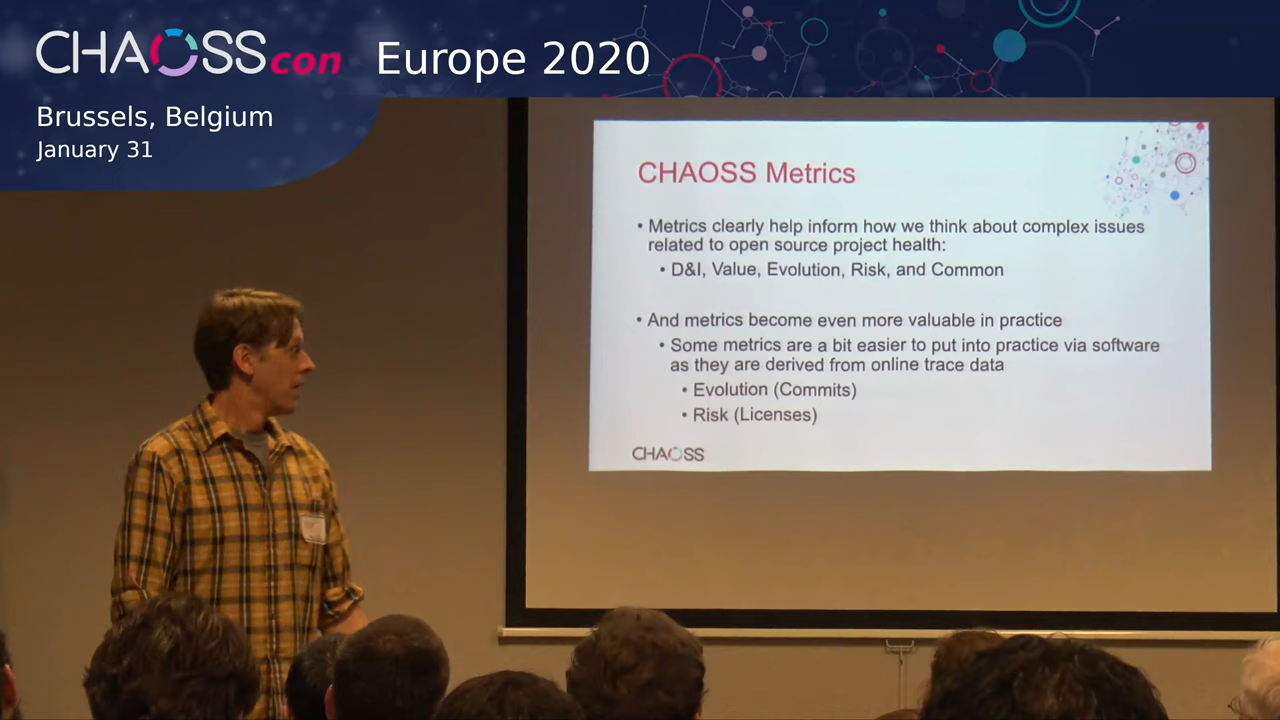 CHAOSScon Europe 2020
Brussels, Belgium
January 31
CHAOSS Metrics
• Metrics clearly help inform how we think about complex issues
related to open source project health:
• D&I, Value, Evolution, Risk, and Common
• And metrics become even more valuable in practice
• Some metrics are a bit easier to put into practice via software
as they are derived from online trace data
• Evolution (Commits)
• Risk (Licenses)
CHAOSS